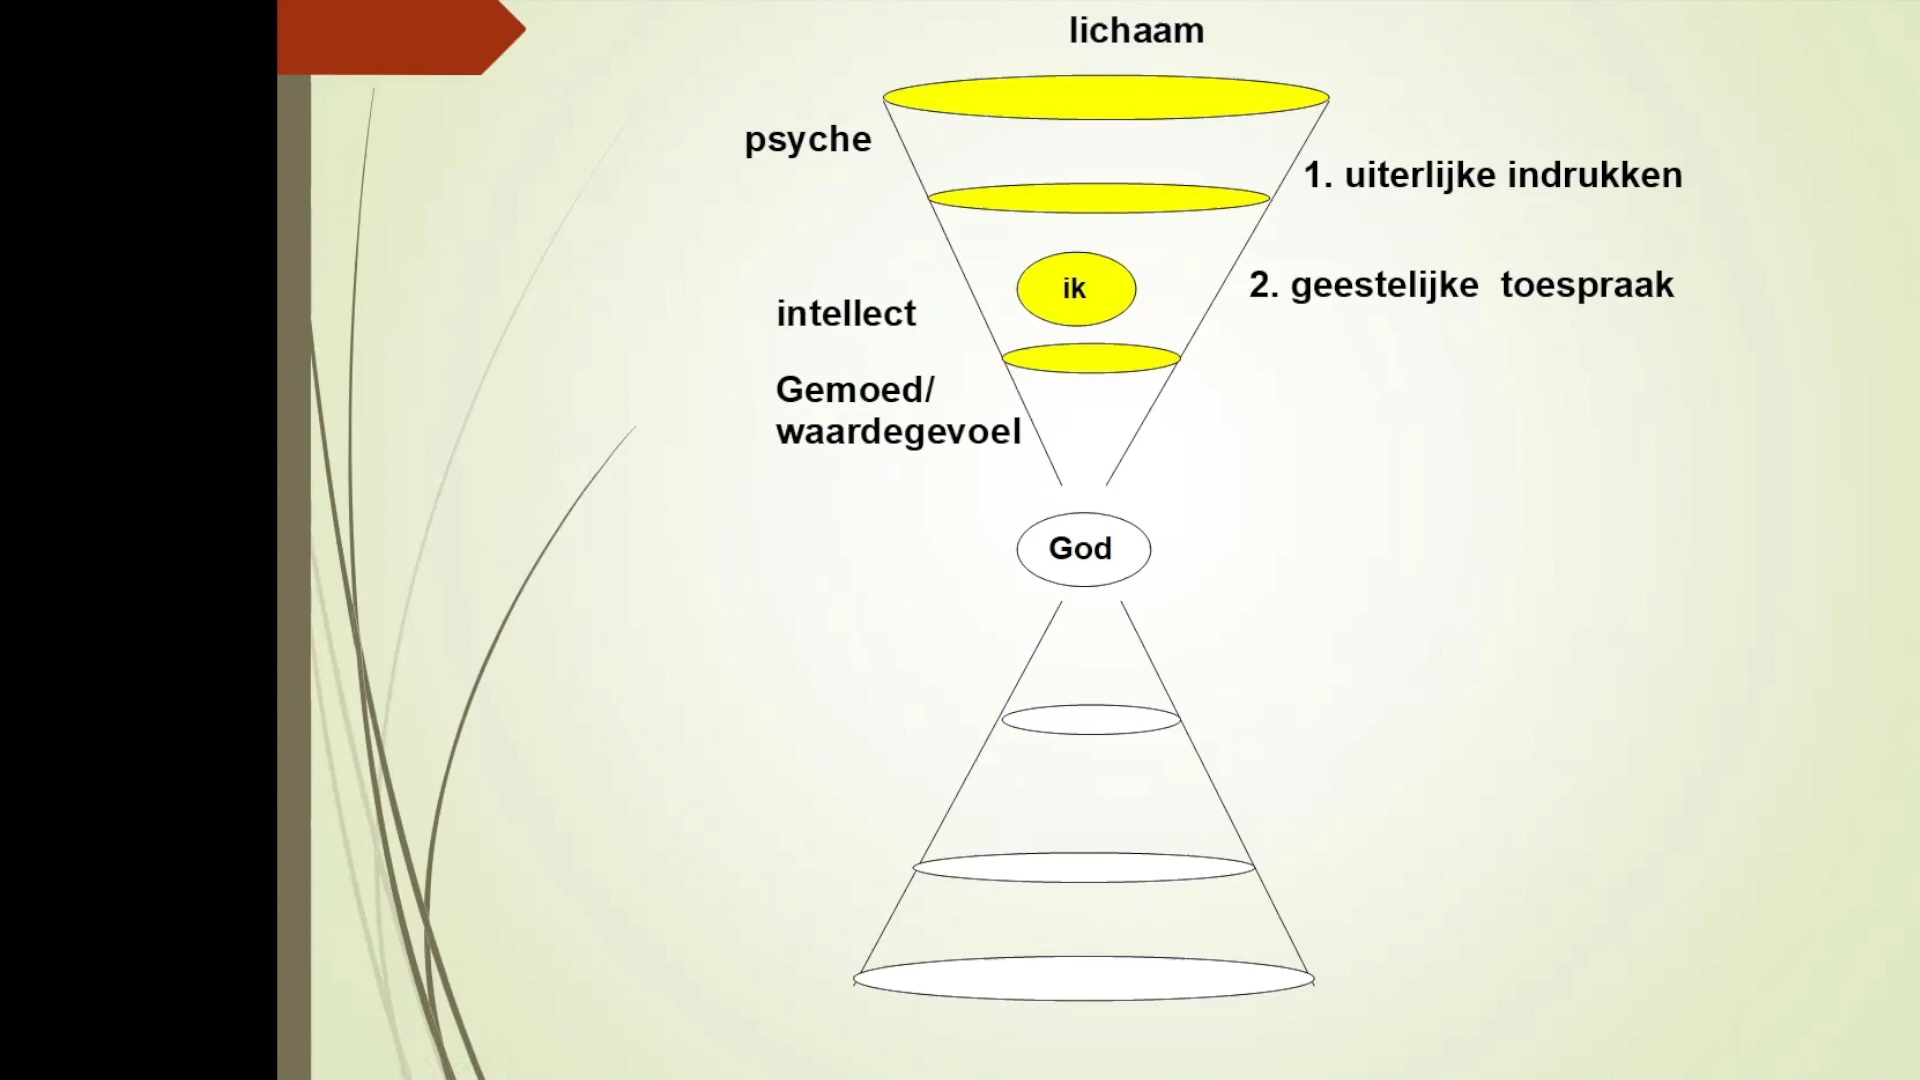 lichaam
psyche
1. uiterlijke indrukken
ik
2. geestelijke toespraak
intellect
Gemoed/
waardegevoel
God